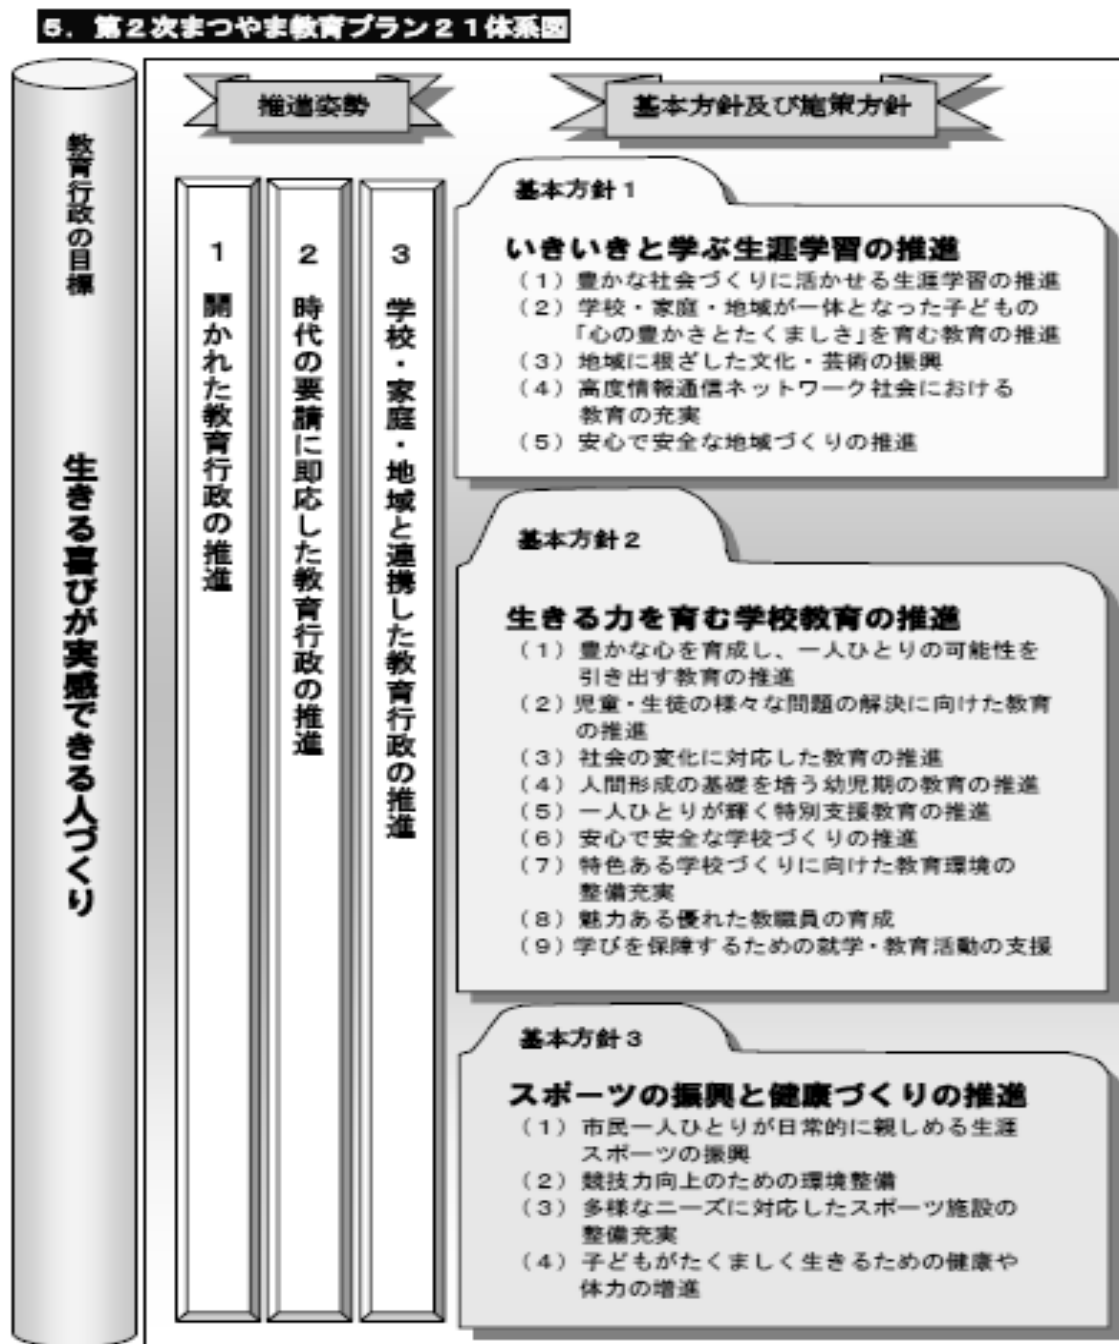 5．第２次まつやま教育プラン２１体系図
教育行政の目標
生きる喜びが実感できる人づくり
推進姿勢
1 開かれた教育行政の推進
2 時代の要請に即応した教育行政の推進
3 学校・家庭・地域と連携した教育行政の推進
基本方針及び施策方針
基本方針１
いきいきと学ぶ生涯学習の推進
（１）豊かな社会づくりに活かせる生涯学習の推進
（２）学校・家庭・地域が一体となった子どもの
「心の豊かさとたくましさ」を育む教育の推進
（３）地域に根ざした文化・芸術の振興
（４）高度情報通信ネットワーク社会における
教育の充実
（５）安心で安全な地域づくりの推進
基本方針２
生きる力を育む学校教育の推進
（１）豊かな心を育成し、一人ひとりの可能性を
引き出す教育の推進
（２）児童・生徒の様々な問題の解決に向けた教育
の推進
（３）社会の変化に対応した教育の推進
（４）人間形成の基礎を培う幼児期の教育の推進
（５）一人ひとりが輝く特別支援教育の推進
（６）安心で安全な学校づくりの推進
（７）特色ある学校づくりに向けた教育環境の
整備充実
（８）魅力ある優れた教職員の育成
（９）学びを保障するための就学・教育活動の支援
基本方針３
スポーツの振興と健康づくりの推進
（１）市民一人ひとりが日常的に親しめる生涯
スポーツの振興
（２）競技力向上のための環境整備
（３）多様なニーズに対応したスポーツ施設の
整備充実
（４）子どもがたくましく生きるための健康や
体力の増進